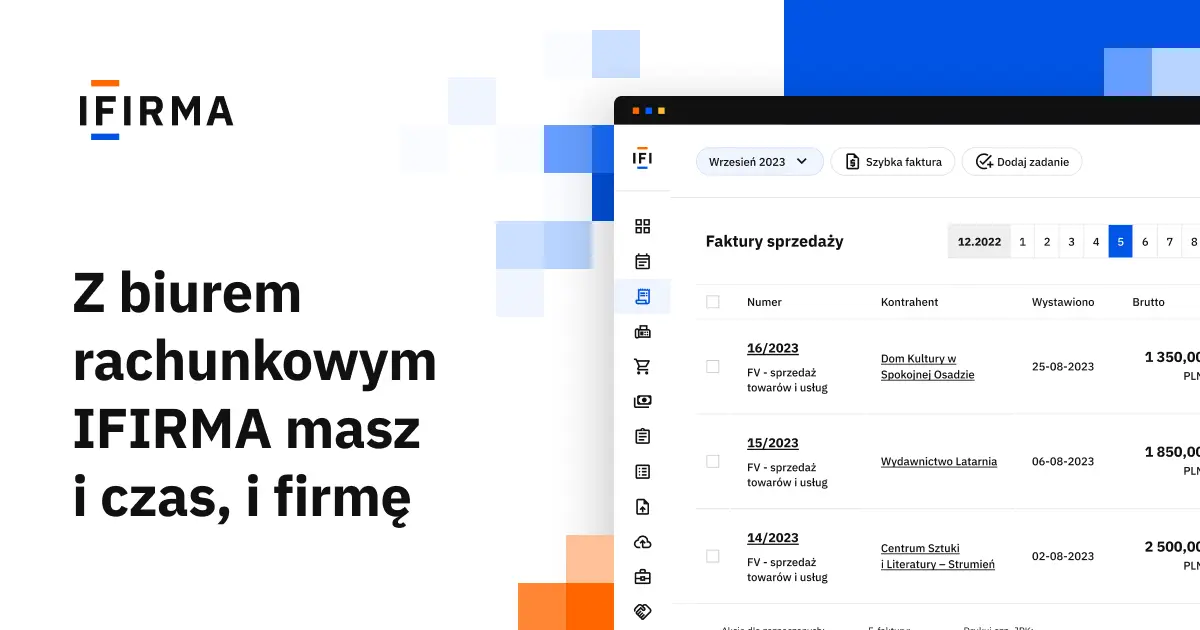 IFIRMA
Z biurem
rachunkowym
IFIRMA masz
i czas, i firmę
IFI
Wrzesień 2023
Szybka faktura
Dodaj zadanie
Faktury sprzedaży
12.2022 1 2 3 4 5 6 7 8
Numer Kontrahent Wystawiono Brutto
16/2023
FV - sprzedaż
towarów i usług
Dom Kultury w
Spokojnej Osadzie
25-08-2023
1 350,00
PLN
15/2023
FV - sprzedaż
towarów i usług
Wydawnictwo Latarnia
06-08-2023
1 850,00
PLN
14/2023
FV - sprzedaż
towarów i usług
Centrum Sztuki
i Literatury – Strumień
02-08-2023
2 500,00
PLN